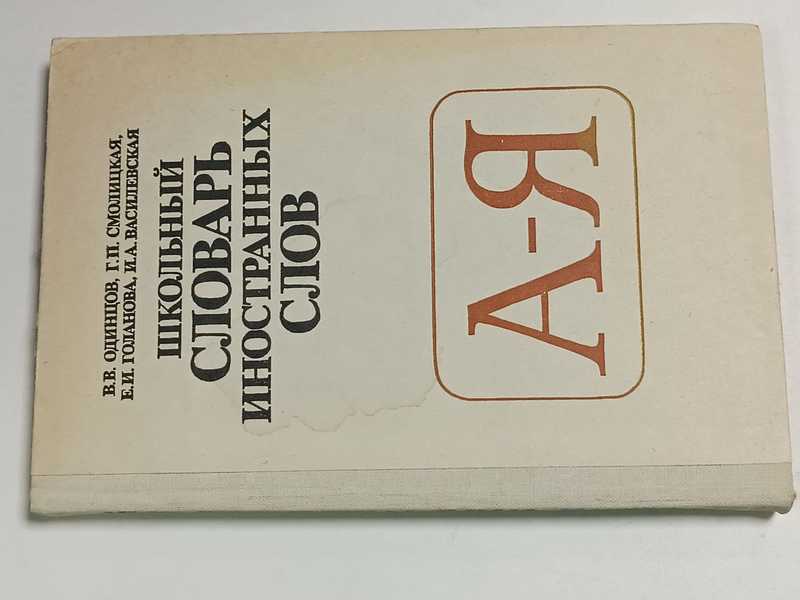 В.В. ОДИНЦОВ, Г.П. СМОЛИЦКАЯ,
Е.И. ГОЛАНОВА, И.А. ВАСИЛЕВСКАЯ
ШКОЛЬНЫЙ
СЛОВАРЬ
ИНОСТРАННЫХ
СЛОВ
А-Я